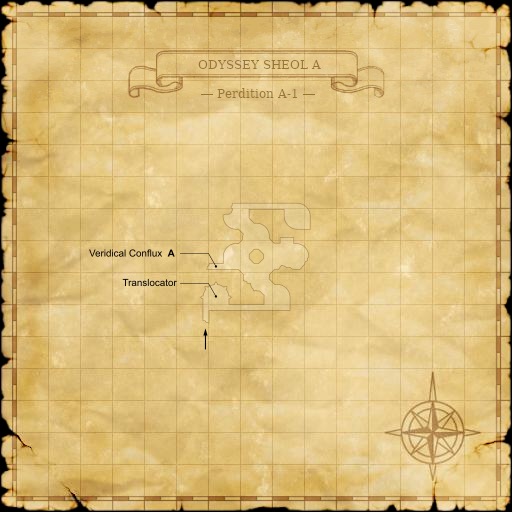 ODYSSEY SHEOL A
— Perdition A-1 —
Veridical Conflux A
Translocator